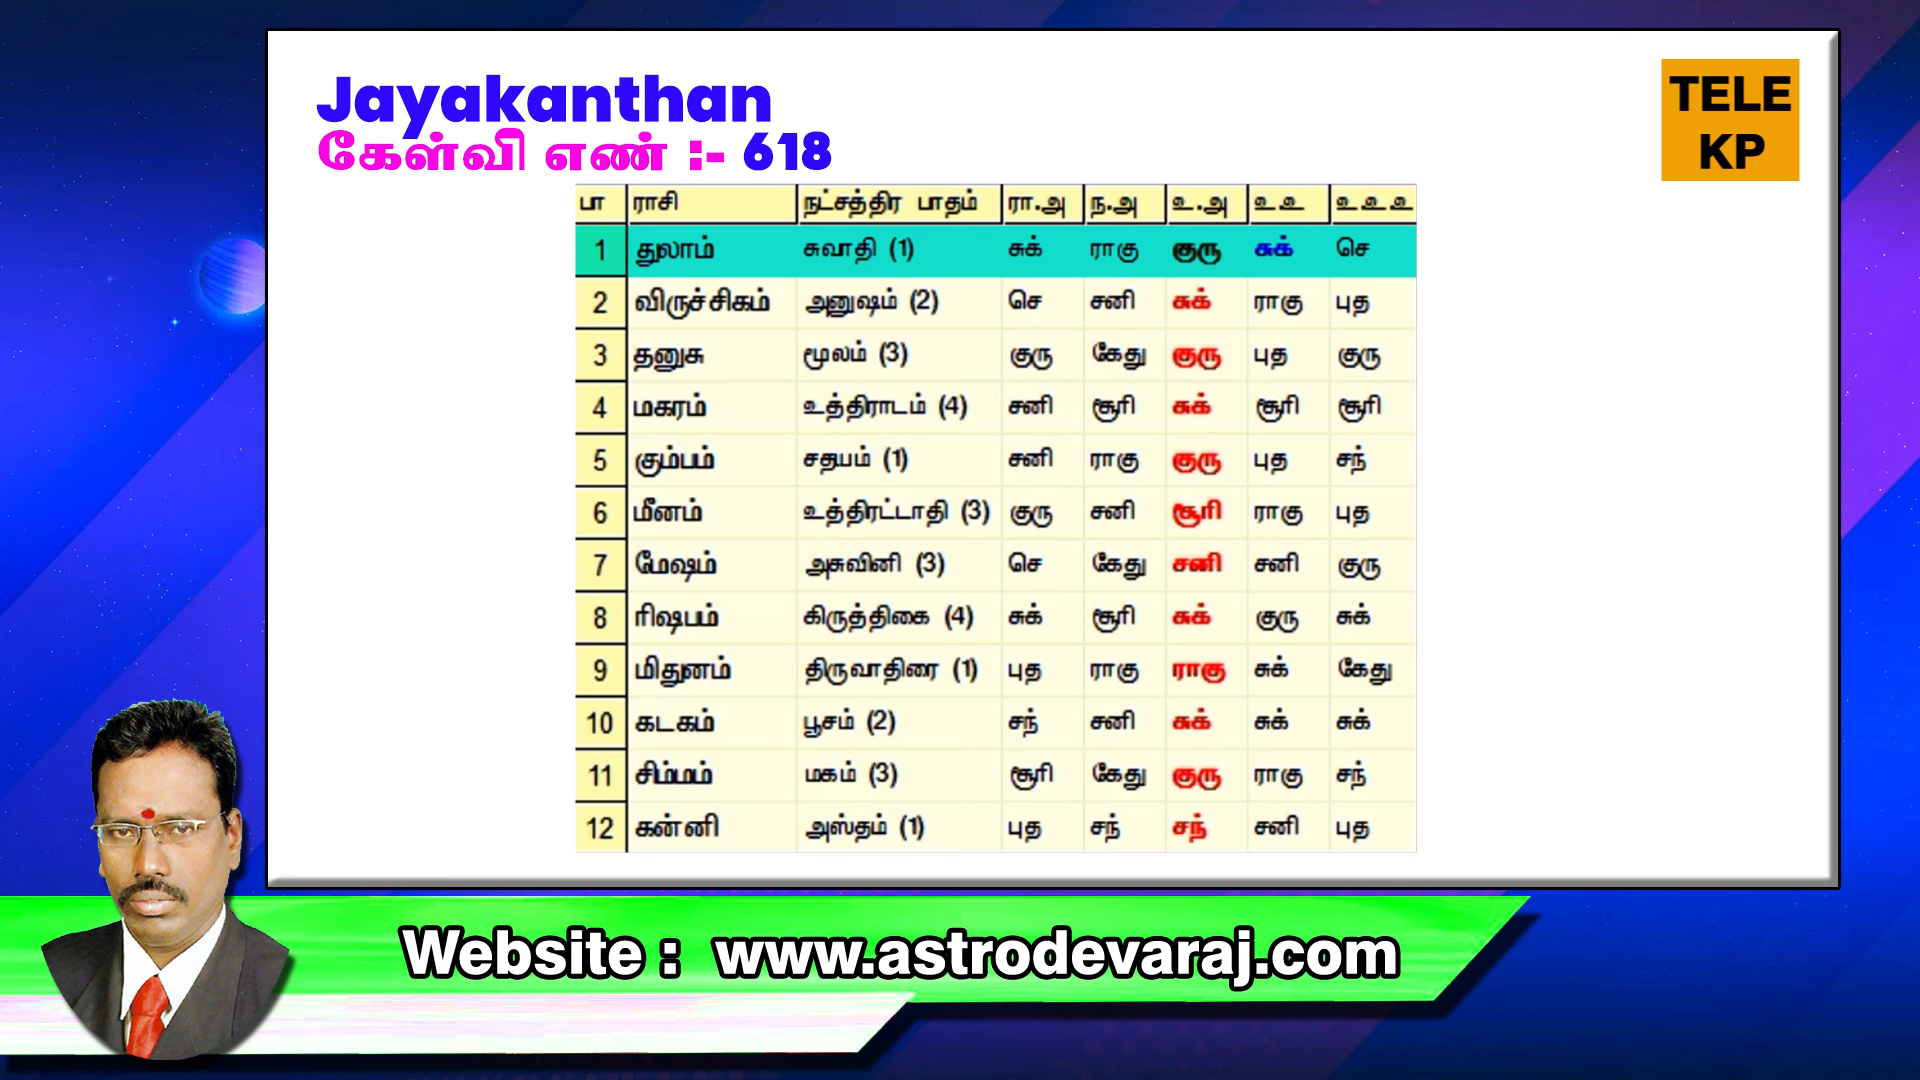 Jayakanthan
கேள்வி எண் :- 618
TELE
KP
பா ராசி நட்சத்திர பாதம் ரா.அ ந.அ உ.அ உ உ உ உ உ
1 துலாம் சுவாதி (1) சுக் ராகு குரு சுக் செ
2 விருச்சிகம் அனுஷம் (2) செ சனி சுக் ராகு புத
3 தனுசு மூலம் (3) குரு கேது குரு புத குரு
4 மகரம் உத்திராடம் (4) சனி சூரி சுக் சூரி சூரி
5 கும்பம் சதயம் (1) சனி ராகு குரு புத சந்
6 மீனம் உத்திரட்டாதி (3) குரு சனி சூரி ராகு புத
7 மேஷம் அசுவினி (3) செ கேது சனி சனி குரு
8 ரிஷபம் கிருத்திகை (4) சுக் சூரி சுக் குரு சுக்
9 மிதுனம் திருவாதிரை (1) புத ராகு ராகு சுக் கேது
10 கடகம் பூசம் (2) சந் சனி சுக் சுக் சுக்
11 சிம்மம் மகம் (3) சூரி கேது குரு ராகு சந்
12 கன்னி அஸ்தம் (1) புத சந் சந் சனி புத
Website : www.astrodevaraj.com